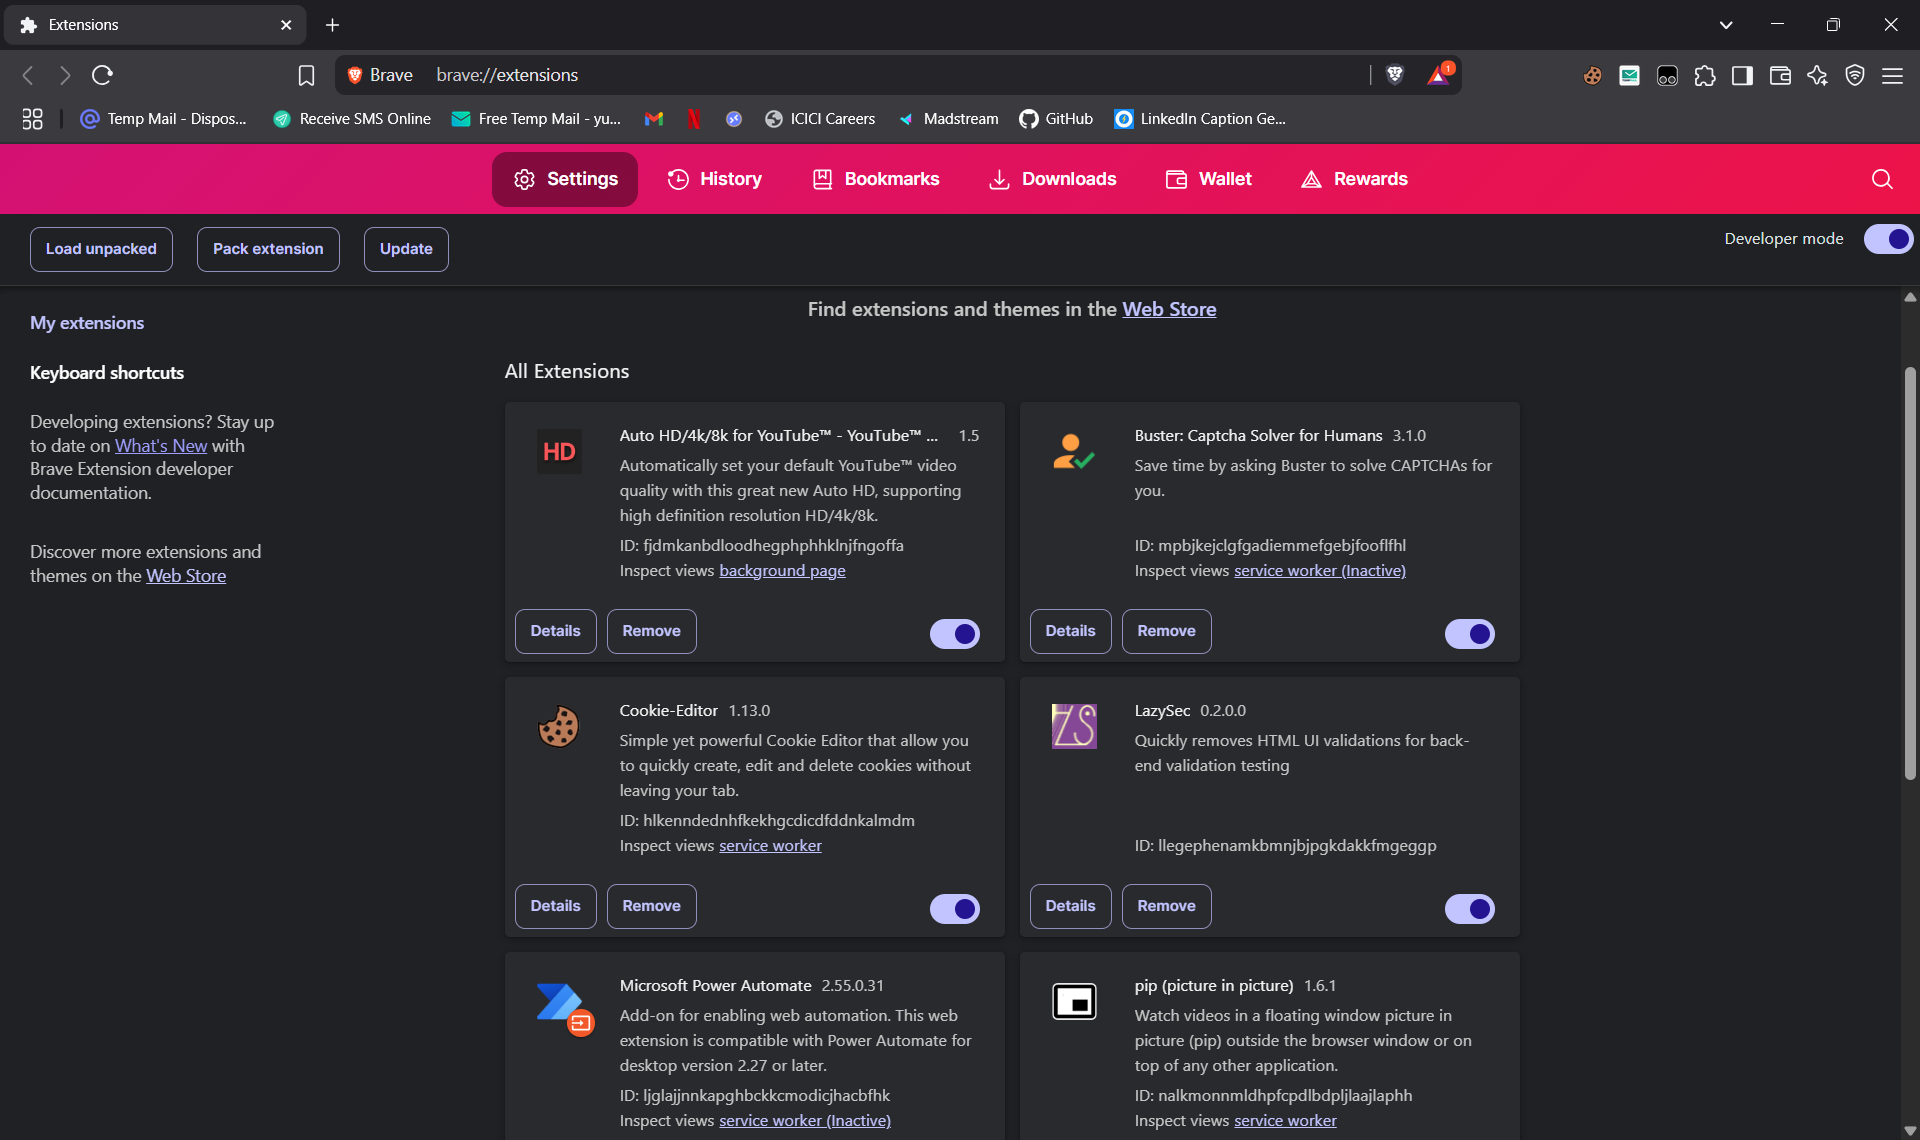 Extensions
Brave brave://extensions
1
Temp Mail - Dispos...
Receive SMS Online
Free Temp Mail - yu...
ICICI Careers
Madstream
GitHub
LinkedIn Caption Ge...
Settings
History
Bookmarks
Downloads
Wallet
Rewards
Load unpacked
Pack extension
Update
Developer mode
My extensions
Keyboard shortcuts
Developing extensions? Stay up
to date on What's New with
Brave Extension developer
documentation.
Discover more extensions and
themes on the Web Store
Find extensions and themes in the Web Store
All Extensions
HD
Auto HD/4k/8k for YouTube™ - YouTube™ ... 1.5
Automatically set your default YouTube™ video
quality with this great new Auto HD, supporting
high definition resolution HD/4k/8k.
ID: fjdmkanbdloodhegphphhklnjfngoffa
Inspect views background page
Details
Remove
Buster: Captcha Solver for Humans 3.1.0
Save time by asking Buster to solve CAPTCHAs for
you.
ID: mpbjkejclgfgadiemmefgebjfooflfhl
Inspect views service worker (Inactive)
Details
Remove
Cookie-Editor 1.13.0
Simple yet powerful Cookie Editor that allow you
to quickly create, edit and delete cookies without
leaving your tab.
ID: hlkenndednhfkekhgcdicdfddnkalmdm
Inspect views service worker
Details
Remove
ZS
LazySec 0.2.0.0
Quickly removes HTML UI validations for back-
end validation testing
ID: llegephenamkbmnjbjpgkdakkfmgeggp
Details
Remove
Microsoft Power Automate 2.55.0.31
Add-on for enabling web automation. This web
extension is compatible with Power Automate for
desktop version 2.27 or later.
ID: ljglajjnnkapghbckkcmodicjhacbfhk
Inspect views service worker (Inactive)
pip (picture in picture) 1.6.1
Watch videos in a floating window picture in
picture (pip) outside the browser window or on
top of any other application.
ID: nalkmonnmldhpfcpdlbdpljlaajlaphh
Inspect views service worker